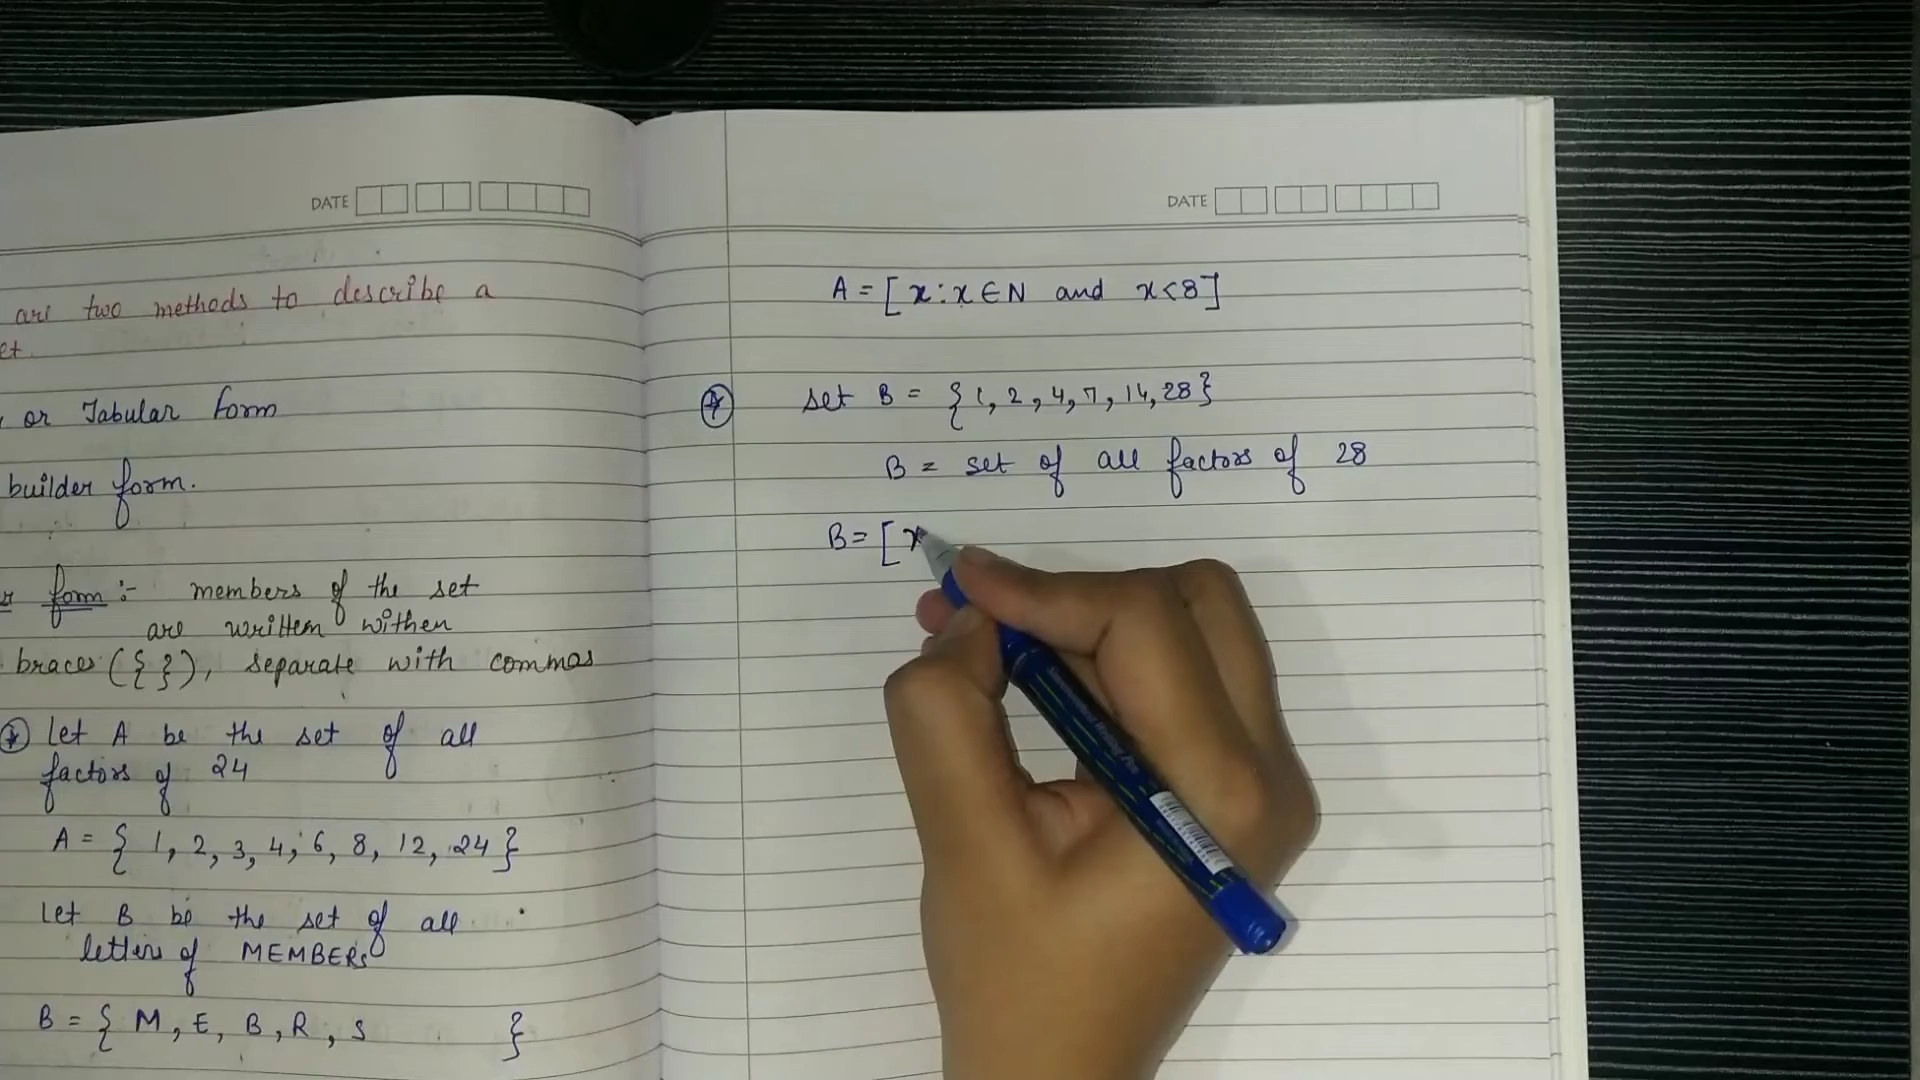 DATE
are two methods to describe a
et.
or Tabular form
builder form.
form :- members of the set
are writtem withen
braces ({ }), separate with commas
Let A be the set of all
factors of 24
A = { 1, 2, 3, 4, 6, 8, 12, 24 }
Let B be the set of all
letters of MEMBERS
B = { M, E, B, R, S }
DATE
A = [ x : x ∈ N and x < 8 ]
set B = { 1, 2, 4, 7, 14, 28 }
B = set of all factors of 28
B = [ x